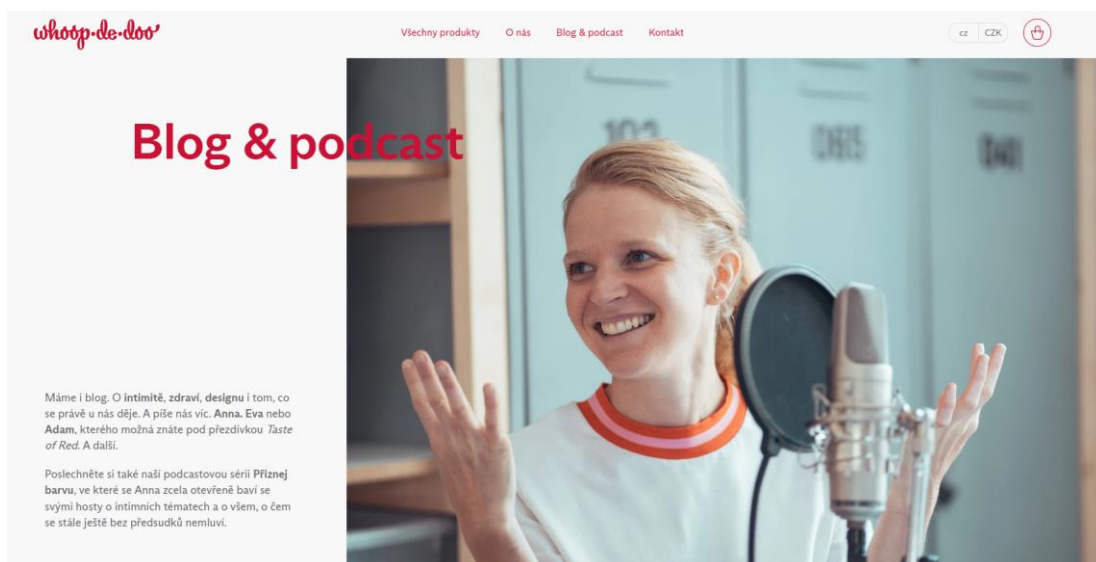 whoop·de·doo
Všechny produkty O nás Blog & podcast Kontakt
cz CZK
Blog & podcast
102
085
Máme i blog. O intimitě, zdraví, designu i tom, co
se právě u nás děje. A píše nás víc. Anna. Eva nebo
Adam, kterého možná znáte pod přezdívkou Taste
of Red. A další.
Poslechněte si také naší podcastovou sérii Přiznej
barvu, ve které se Anna zcela otevřeně baví se
svými hosty o intimních tématech a o všem, o čem
se stále ještě bez předsudků nemluví.